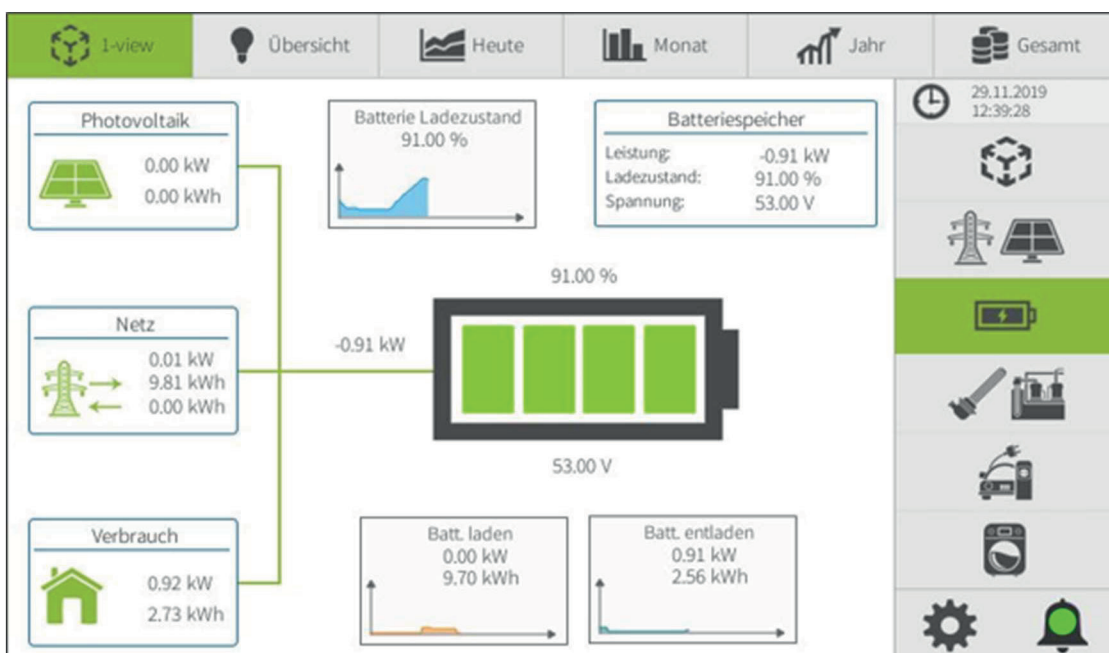 1-view
Übersicht
Heute
Monat
Jahr
Gesamt
29.11.2019
12:39:28
Photovoltaik
0.00 kW
0.00 kWh
Batterie Ladezustand
91.00 %
Batteriespeicher
Leistung: -0.91 kW
Ladezustand: 91.00 %
Spannung: 53.00 V
91.00 %
Netz
0.01 kW
9.81 kWh
0.00 kWh
-0.91 kW
53.00 V
Verbrauch
0.92 kW
2.73 kWh
Batt. laden
0.00 kW
9.70 kWh
Batt. entladen
0.91 kW
2.56 kWh